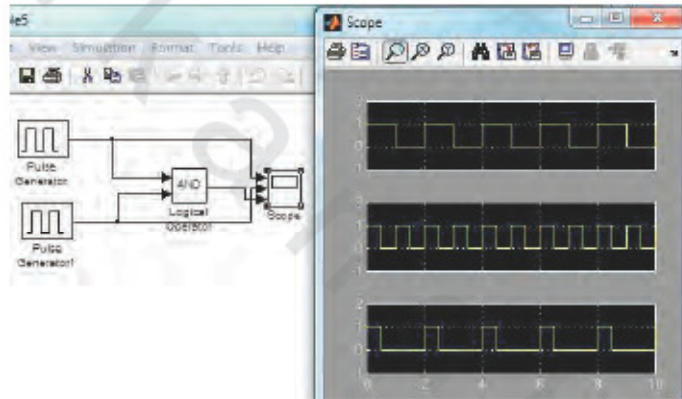 View Simulation Format Tools Help
Pulse
Generator
AND
Logical
Operator
Scope
Pulse
Generator1
Scope
2
1
0
-1
2
1
0
-1
2
1
0
-1
0 2 4 6 8 10